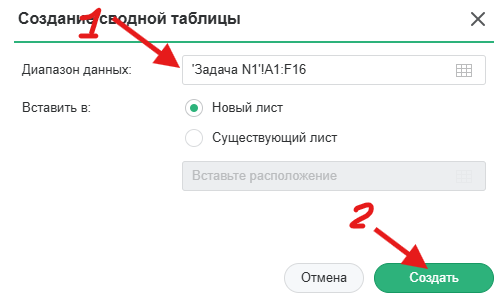 Создание сводной таблицы
1
Диапазон данных: 'Задача N1'!A1:F16
Вставить в: Новый лист
Существующий лист
Вставьте расположение
2
Отмена Создать